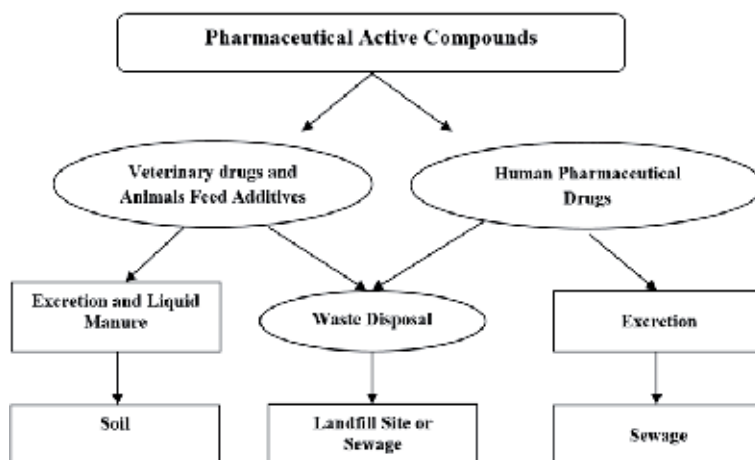 Pharmaceutical Active Compounds
Veterinary drugs and
Animals Feed Additives
Human Pharmaceutical
Drugs
Excretion and Liquid
Manure
Waste Disposal
Excretion
Soil
Landfill Site or
Sewage
Sewage